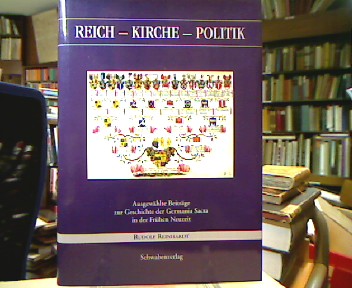 REICH – KIRCHE – POLITIK
Ausgewählte Beiträge
zur Geschichte der Germania Sacra
in der Frühen Neuzeit
RUDOLF REINHARDT
Schwabenverlag